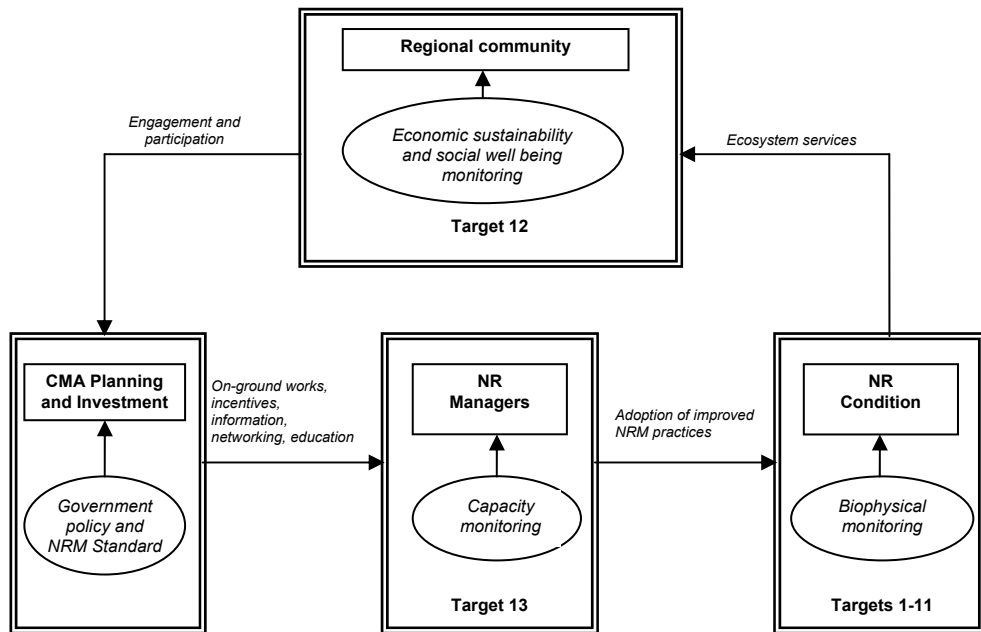 Regional community
Economic sustainability
and social well being
monitoring
Target 12
Engagement and
participation
Ecosystem services
CMA Planning
and Investment
Government
policy and
NRM Standard
On-ground works,
incentives,
information,
networking, education
NR
Managers
Capacity
monitoring
Target 13
Adoption of improved
NRM practices
NR
Condition
Biophysical
monitoring
Targets 1-11